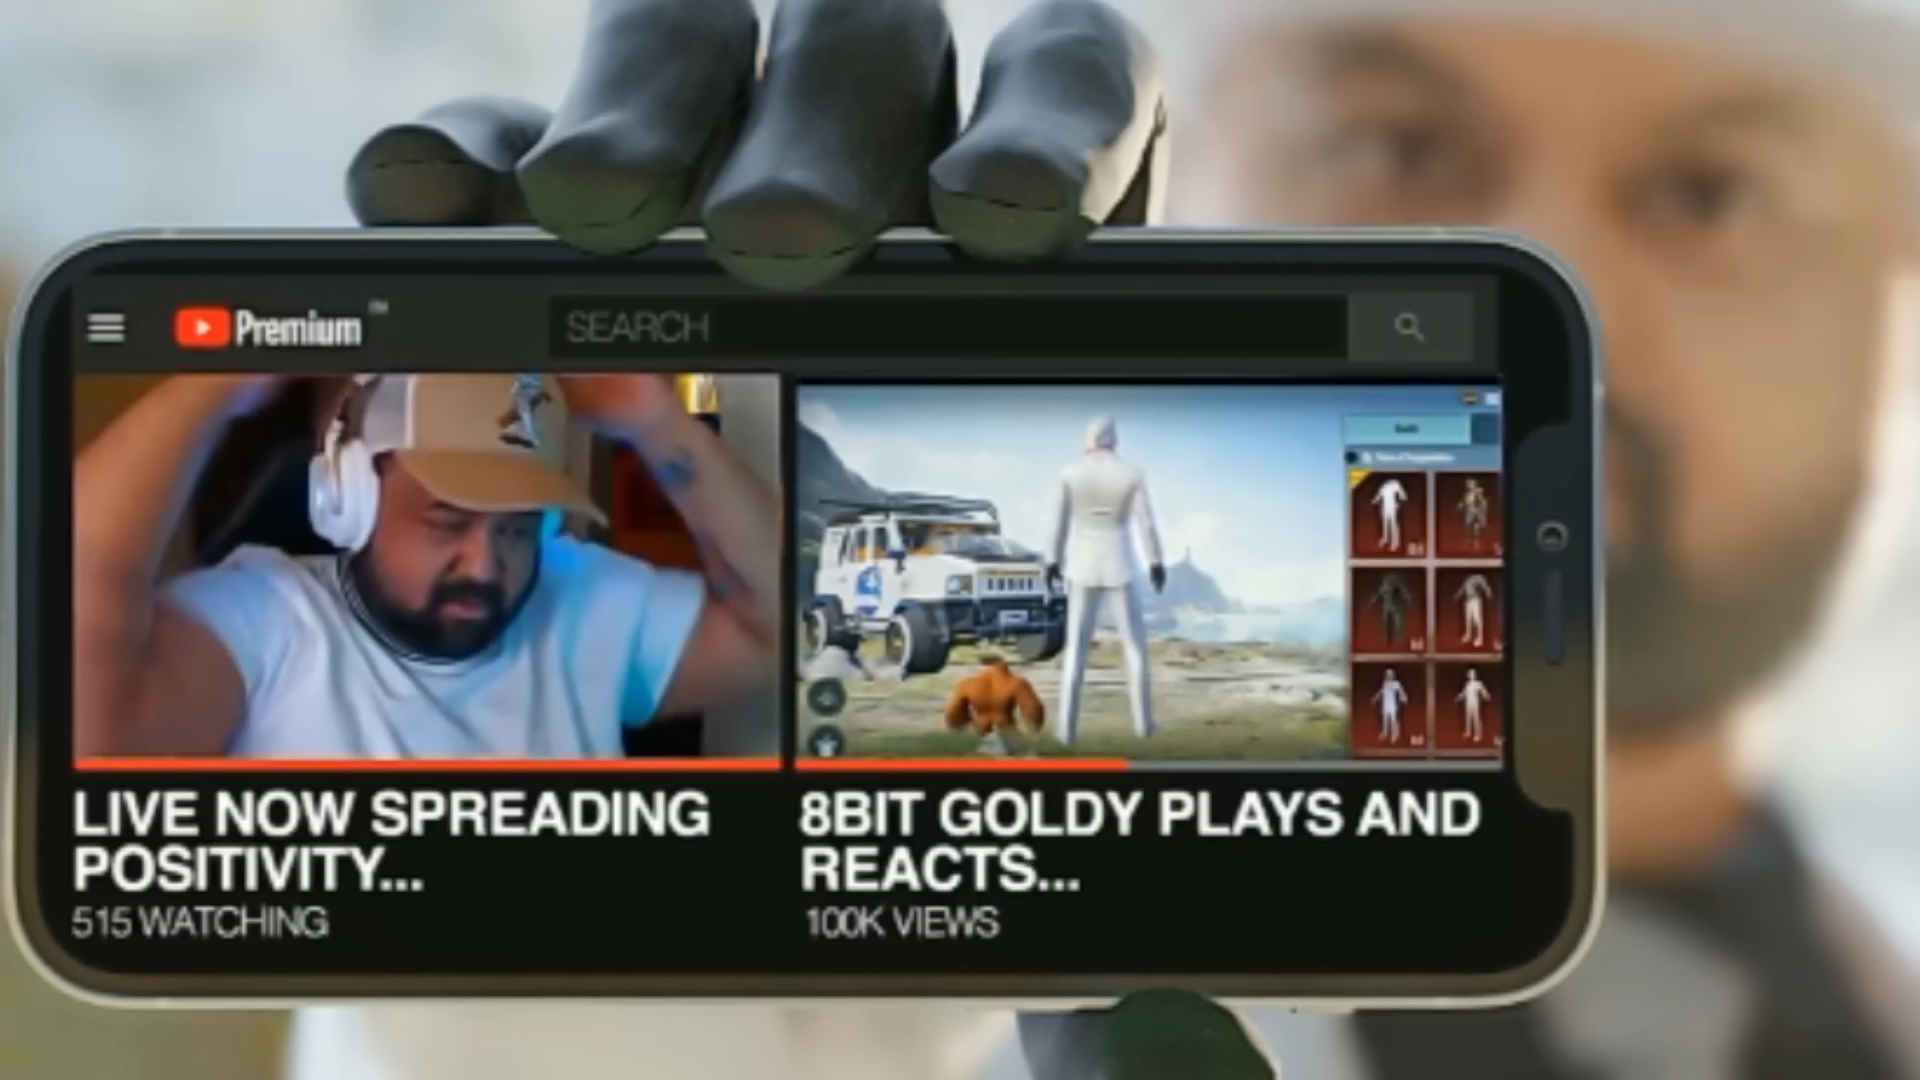 Premium
SEARCH
LIVE NOW SPREADING
POSITIVITY...
515 WATCHING
8BIT GOLDY PLAYS AND
REACTS...
100K VIEWS